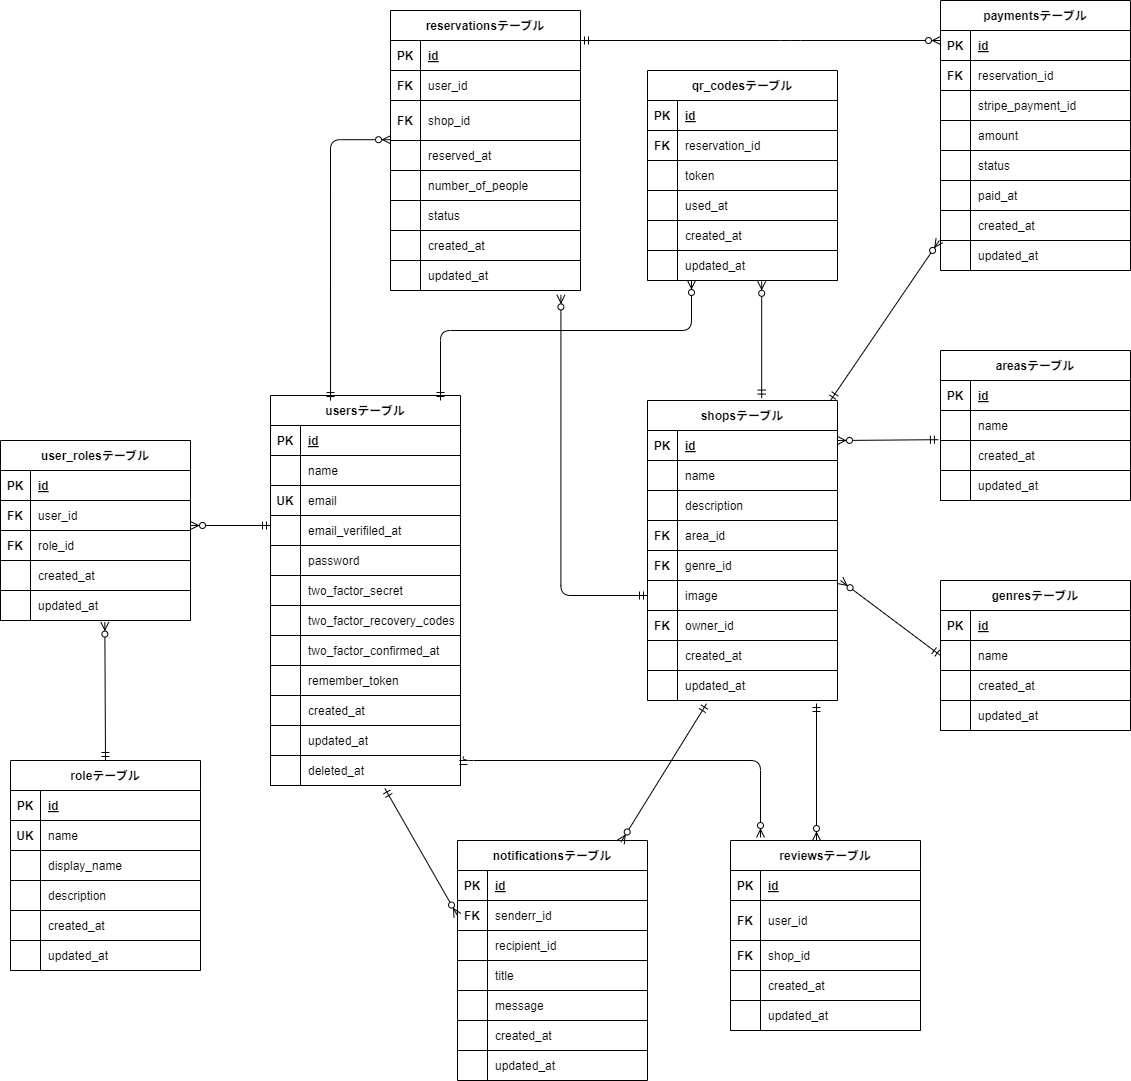 reservationsテーブル
PK id
FK user_id
FK shop_id
reserved_at
number_of_people
status
created_at
updated_at
qr_codesテーブル
PK id
FK reservation_id
token
used_at
created_at
updated_at
paymentsテーブル
PK id
FK reservation_id
stripe_payment_id
amount
status
paid_at
created_at
updated_at
user_rolesテーブル
PK id
FK user_id
FK role_id
created_at
updated_at
usersテーブル
PK id
name
UK email
email_verifiled_at
password
two_factor_secret
two_factor_recovery_codes
two_factor_confirmed_at
remember_token
created_at
updated_at
deleted_at
shopsテーブル
PK id
name
description
FK area_id
FK genre_id
image
FK owner_id
created_at
updated_at
areasテーブル
PK id
name
created_at
updated_at
genresテーブル
PK id
name
created_at
updated_at
roleテーブル
PK id
UK name
display_name
description
created_at
updated_at
notificationsテーブル
PK id
FK senderr_id
recipient_id
title
message
created_at
updated_at
reviewsテーブル
PK id
FK user_id
FK shop_id
created_at
updated_at